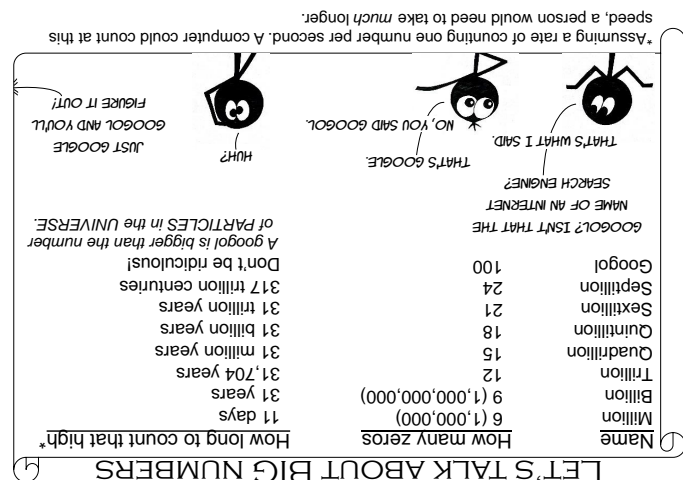 LET'S TALK ABOUT BIG NUMBERS
Name How many zeros How long to count that high*
Million 6 (1,000,000) 11 days
Billion 9 (1,000,000,000) 31 years
Trillion 12 31,704 years
Quadrillion 15 31 million years
Quintillion 18 31 billion years
Sextillion 21 31 trillion years
Septillion 24 317 trillion centuries
Googol 100 Don't be ridiculous!
A googol is bigger than the number
of PARTICLES in the UNIVERSE.
GOOGOL? ISN'T THAT THE
NAME OF AN INTERNET
SEARCH ENGINE?
THAT'S WHAT I SAID.
THAT'S GOOGLE.
NO, YOU SAID GOOGOL.
HUH?
JUST GOOGLE
GOOGOL AND YOU'LL
FIGURE IT OUT!
*Assuming a rate of counting one number per second. A computer could count at this
speed, a person would need to take much longer.